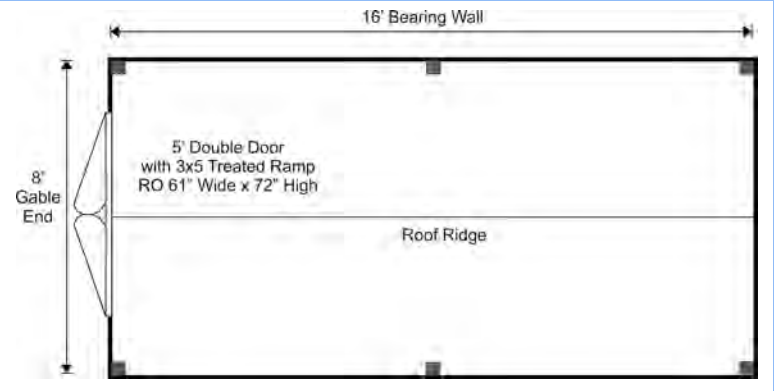 16' Bearing Wall
5' Double Door
with 3x5 Treated Ramp
RO 61" Wide x 72" High
8'
Gable
End
Roof Ridge